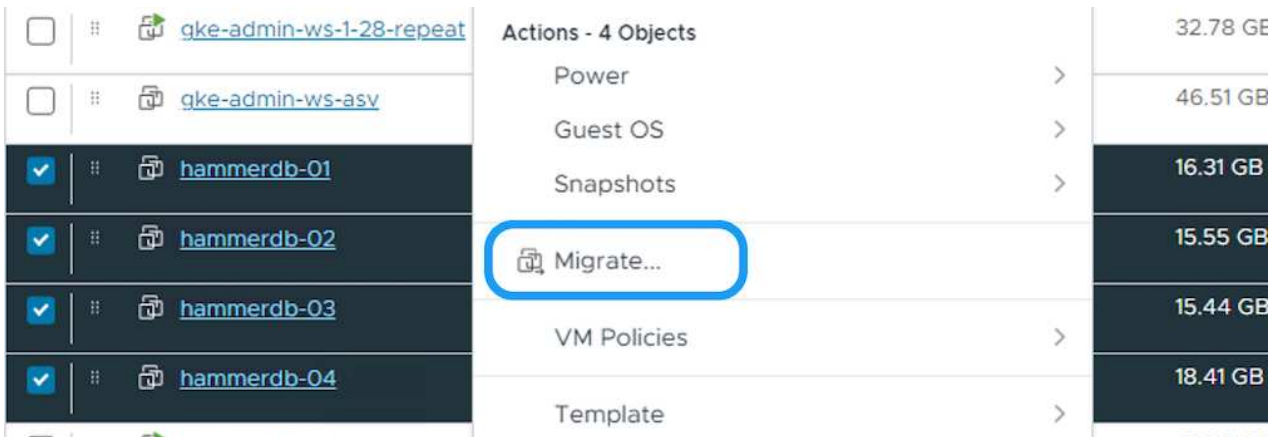 gke-admin-ws-1-28-repeat
gke-admin-ws-asv
hammerdb-01
hammerdb-02
hammerdb-03
hammerdb-04
Actions - 4 Objects
Power
Guest OS
Snapshots
Migrate...
VM Policies
Template
32.78 GB
46.51 GB
16.31 GB
15.55 GB
15.44 GB
18.41 GB